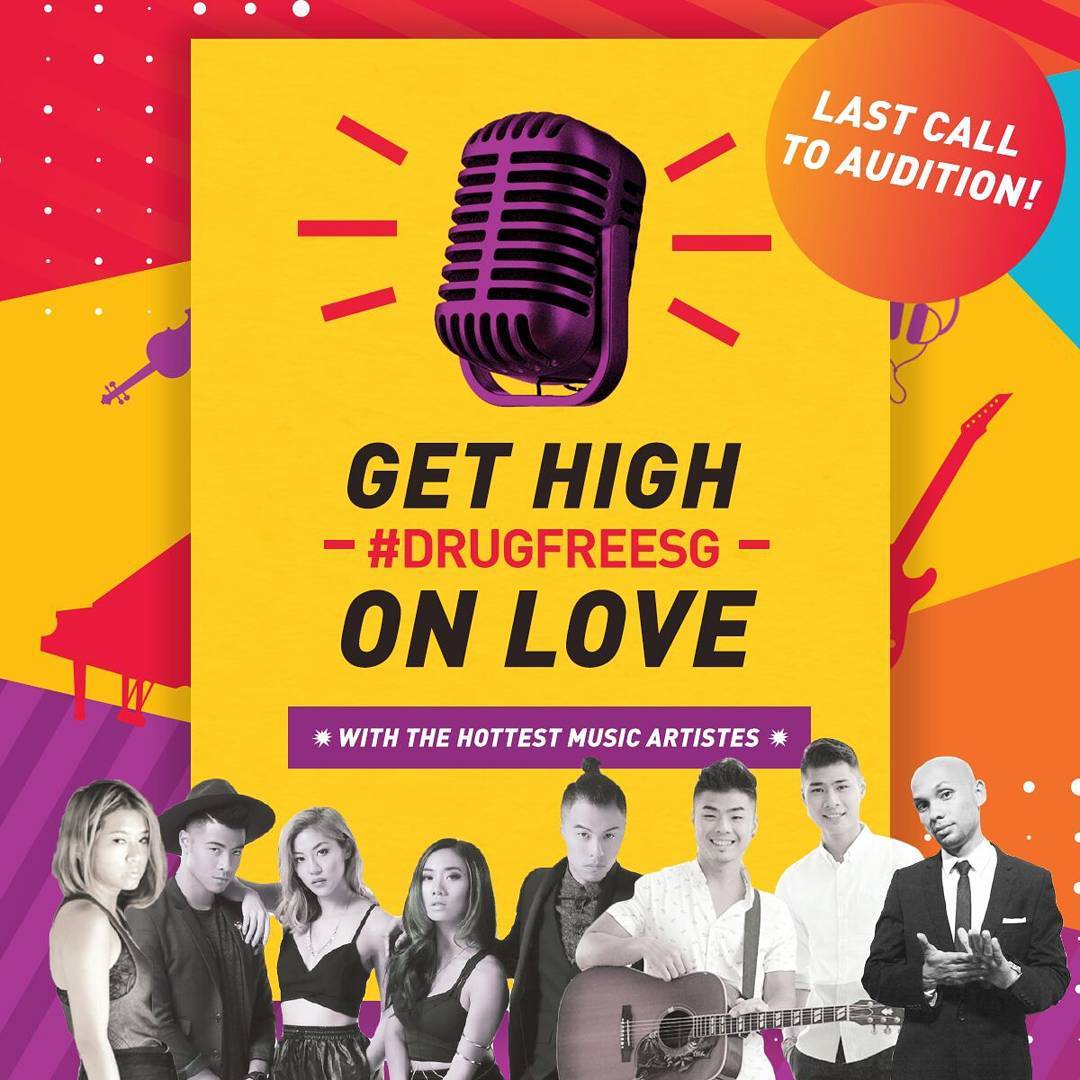 LAST CALL
TO AUDITION!
GET HIGH
- #DRUGFREESG -
ON LOVE
WITH THE HOTTEST MUSIC ARTISTES